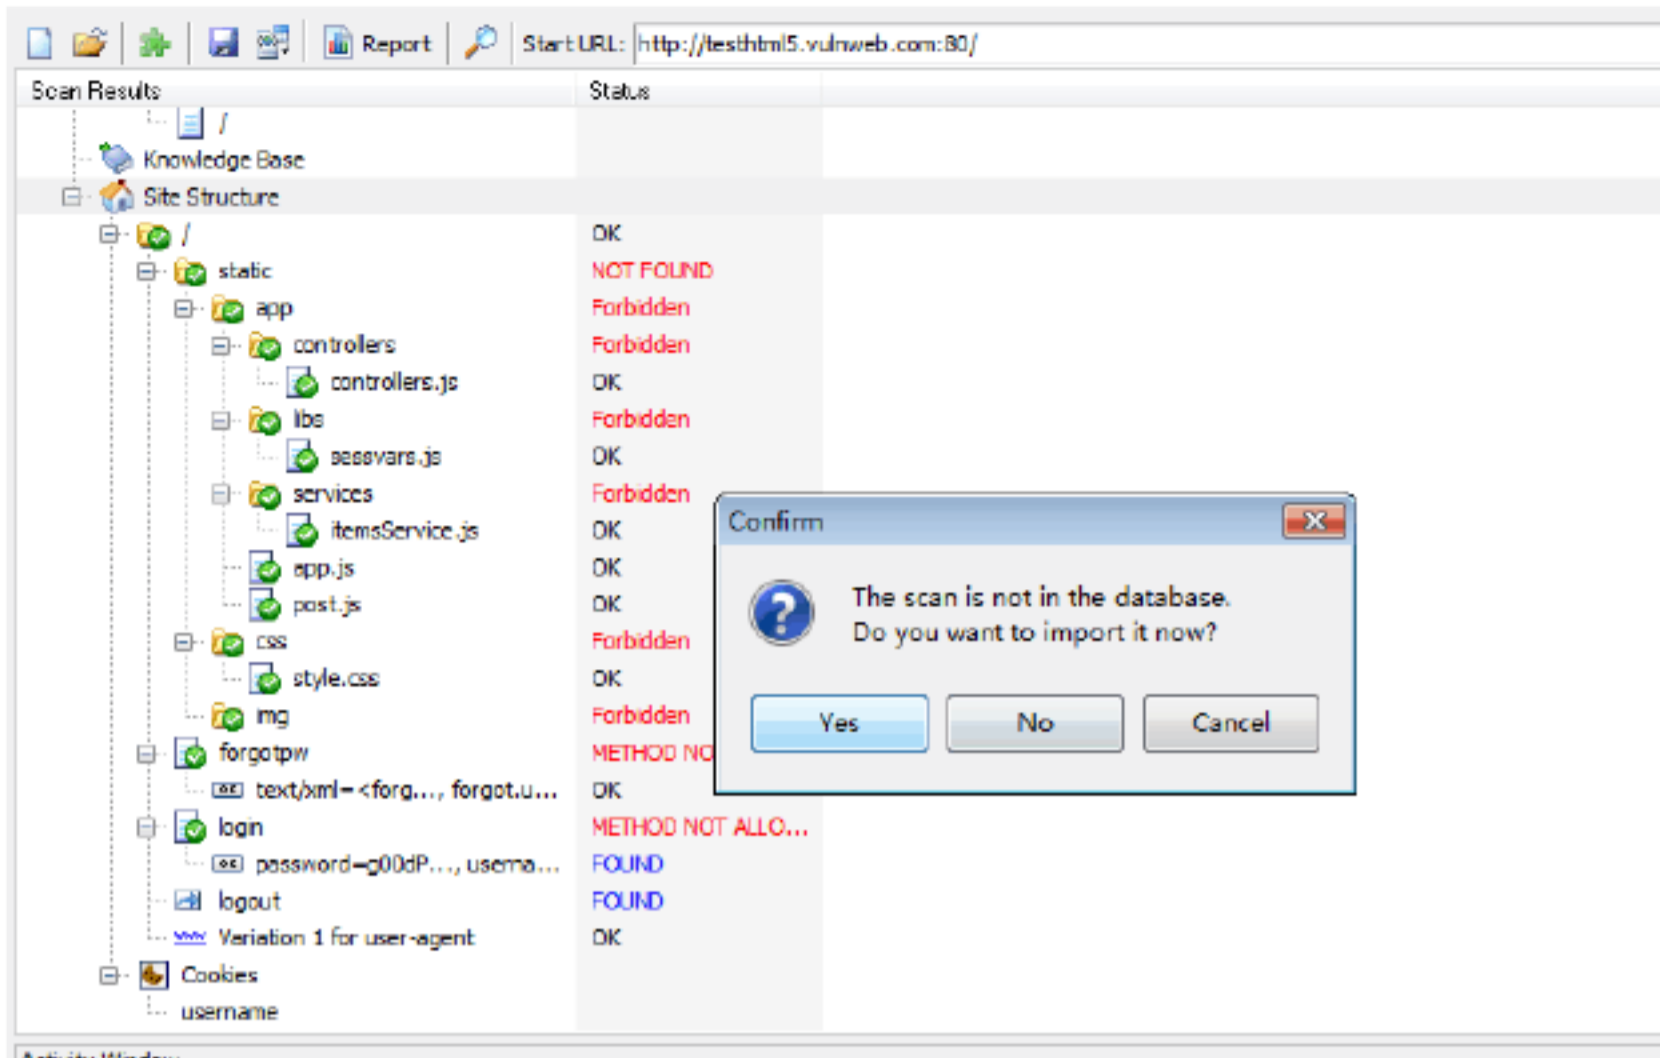 Report
Start URL: http://testhtml5.vulnweb.com:80/
Scan Results Status
/
Knowledge Base
Site Structure
/ OK
static NOT FOUND
app Forbidden
controllers Forbidden
controllers.js OK
libs Forbidden
sessvars.js OK
services Forbidden
itemsService.js OK
app.js OK
post.js OK
css Forbidden
style.css OK
img Forbidden
forgotpw METHOD NO
text/xml=<forg..., forgot.u... OK
login METHOD NOT ALLO...
password=g00dP..., userna... FOUND
logout FOUND
Variation 1 for user-agent OK
Cookies
username
Confirm
The scan is not in the database.
Do you want to import it now?
Yes No Cancel
Activity Window